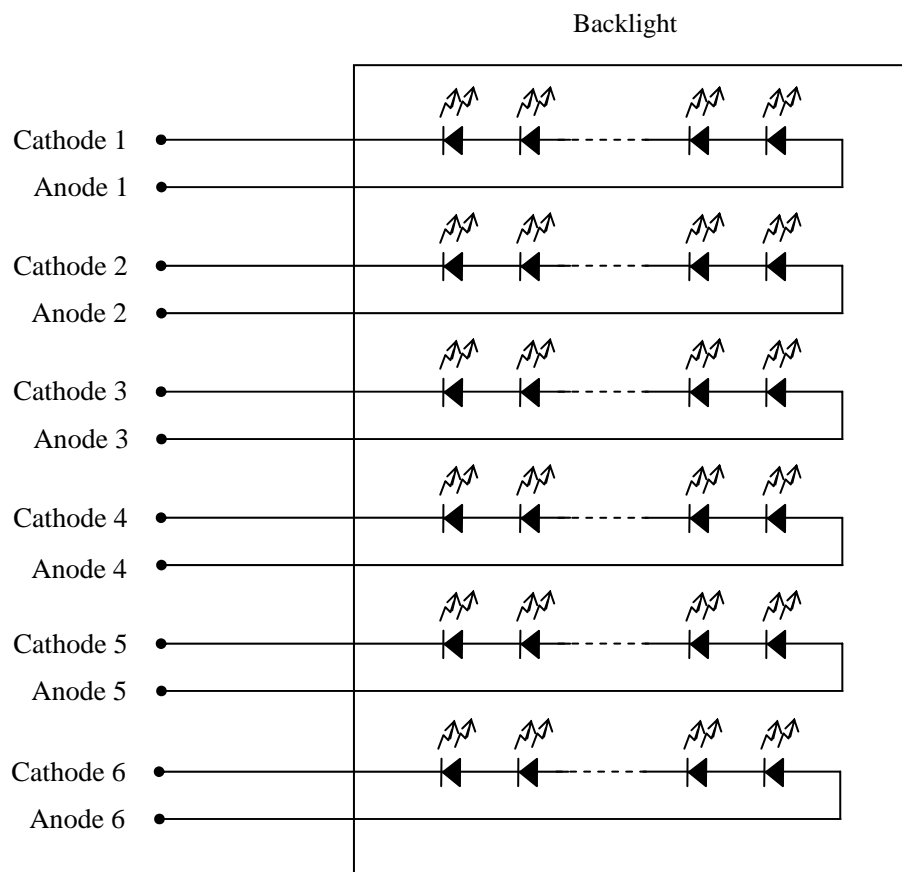 Backlight
Cathode 1
Anode 1
Cathode 2
Anode 2
Cathode 3
Anode 3
Cathode 4
Anode 4
Cathode 5
Anode 5
Cathode 6
Anode 6